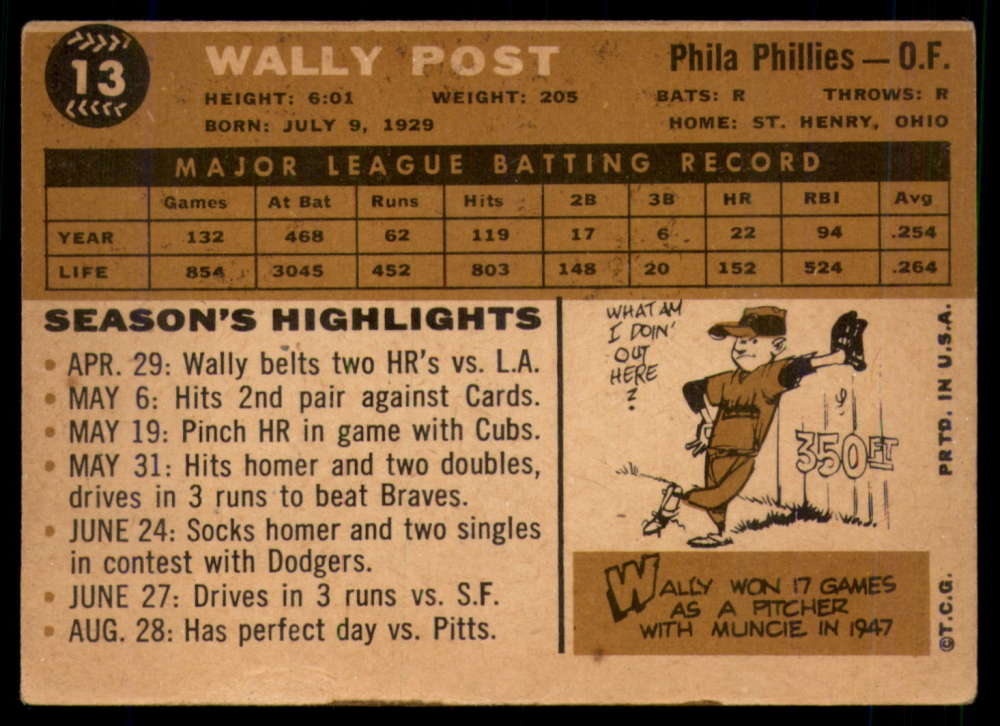 13
WALLY POST
Phila Phillies — O.F.
HEIGHT: 6:01 WEIGHT: 205 BATS: R THROWS: R
BORN: JULY 9, 1929 HOME: ST. HENRY, OHIO
MAJOR LEAGUE BATTING RECORD
Games At Bat Runs Hits 2B 3B HR RBI Avg
YEAR 132 468 62 119 17 6 22 94 .254
LIFE 854 3045 452 803 148 20 152 524 .264
SEASON'S HIGHLIGHTS
• APR. 29: Wally belts two HR's vs. L.A.
• MAY 6: Hits 2nd pair against Cards.
• MAY 19: Pinch HR in game with Cubs.
• MAY 31: Hits homer and two doubles,
drives in 3 runs to beat Braves.
• JUNE 24: Socks homer and two singles
in contest with Dodgers.
• JUNE 27: Drives in 3 runs vs. S.F.
• AUG. 28: Has perfect day vs. Pitts.
WHAT AM
I DOIN'
OUT
HERE
?
350 FT
WALLY WON 17 GAMES
AS A PITCHER
WITH MUNCIE IN 1947
©T.C.G. PRTD. IN U.S.A.